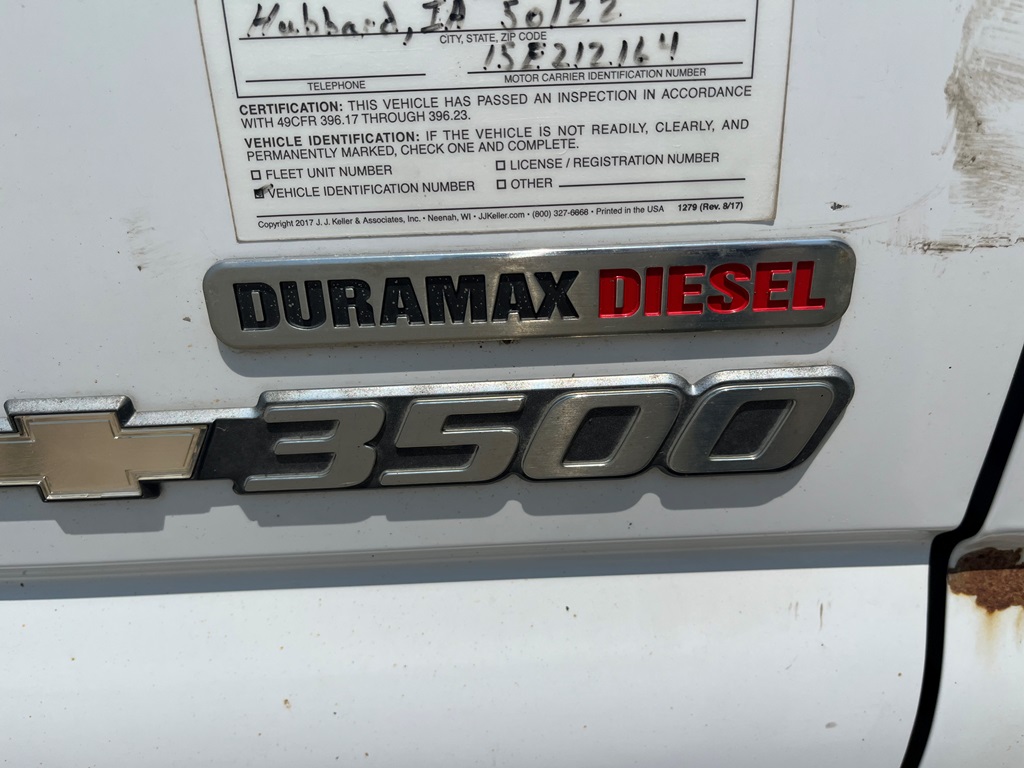 Hubbard, IA 50122
CITY, STATE, ZIP CODE
15F212164
TELEPHONE
MOTOR CARRIER IDENTIFICATION NUMBER
CERTIFICATION: THIS VEHICLE HAS PASSED AN INSPECTION IN ACCORDANCE
WITH 49CFR 396.17 THROUGH 396.23.
VEHICLE IDENTIFICATION: IF THE VEHICLE IS NOT READILY, CLEARLY, AND
PERMANENTLY MARKED, CHECK ONE AND COMPLETE.
FLEET UNIT NUMBER
LICENSE / REGISTRATION NUMBER
VEHICLE IDENTIFICATION NUMBER
OTHER
Copyright 2017 J. J. Keller & Associates, Inc. • Neenah, WI • JJKeller.com • (800) 327-6868 • Printed in the USA 1279 (Rev. 8/17)
DURAMAX DIESEL
3500